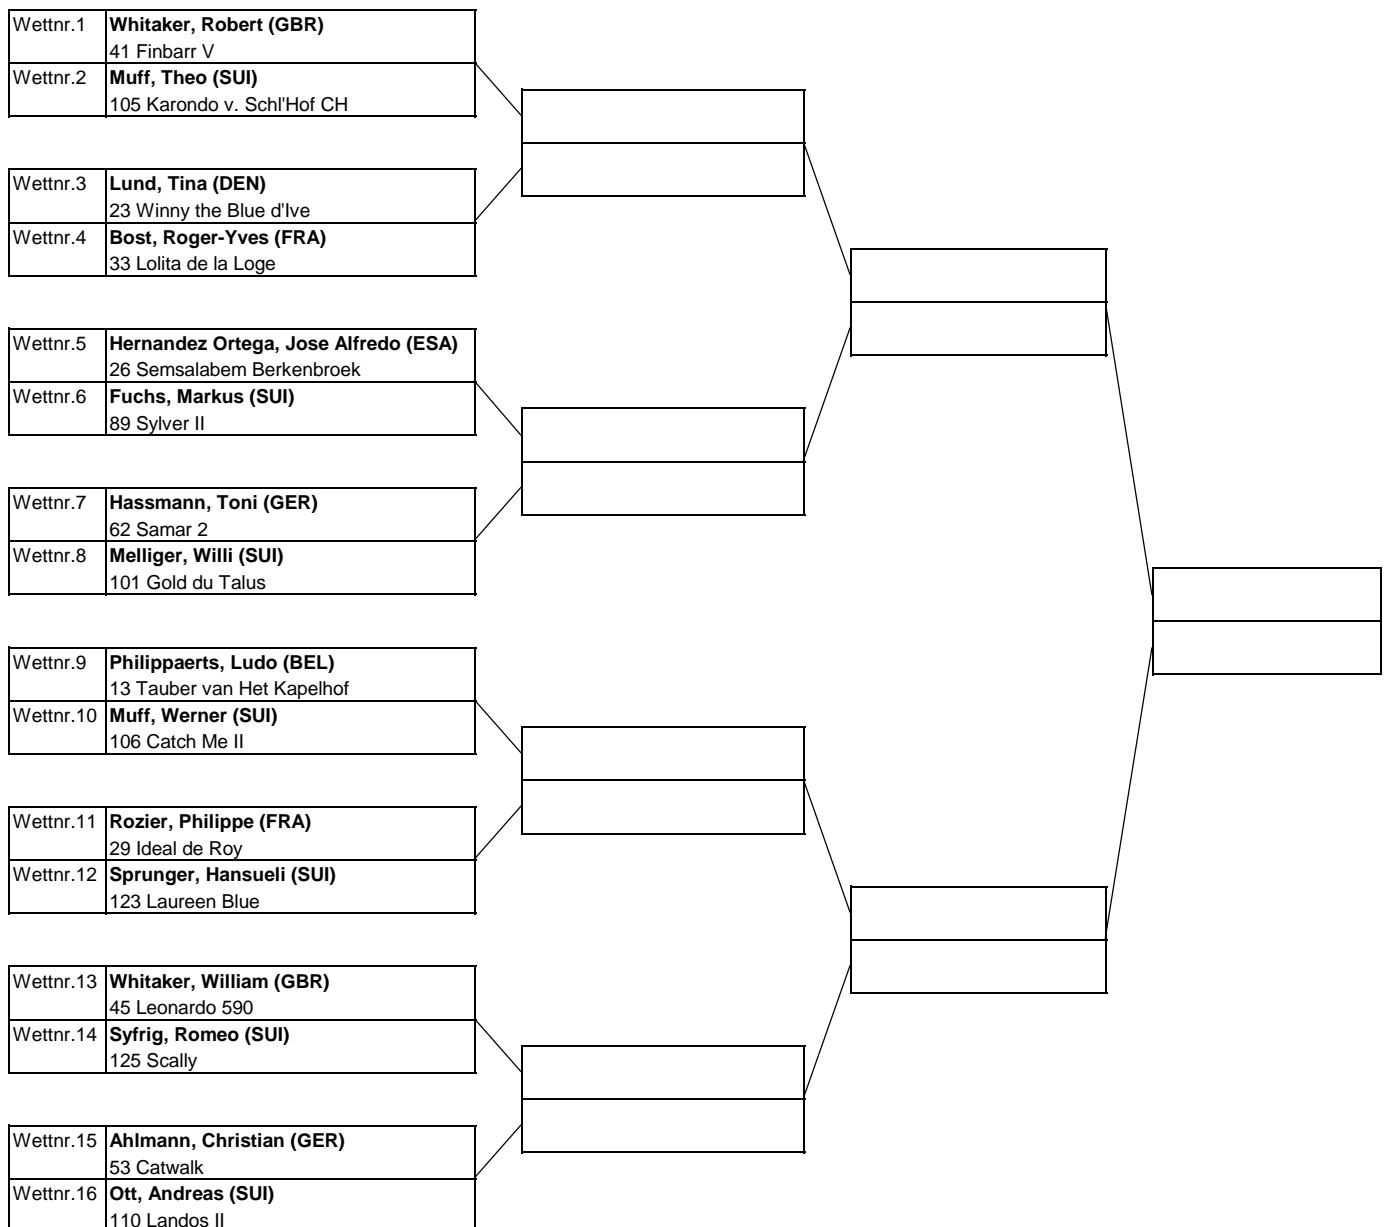 Wettnr.1 Whitaker, Robert (GBR)
41 Finbarr V
Wettnr.2 Muff, Theo (SUI)
105 Karondo v. Schl'Hof CH
Wettnr.3 Lund, Tina (DEN)
23 Winny the Blue d'Ive
Wettnr.4 Bost, Roger-Yves (FRA)
33 Lolita de la Loge
Wettnr.5 Hernandez Ortega, Jose Alfredo (ESA)
26 Semsalabem Berkenbroek
Wettnr.6 Fuchs, Markus (SUI)
89 Sylver II
Wettnr.7 Hassmann, Toni (GER)
62 Samar 2
Wettnr.8 Melliger, Willi (SUI)
101 Gold du Talus
Wettnr.9 Philippaerts, Ludo (BEL)
13 Tauber van Het Kapelhof
Wettnr.10 Muff, Werner (SUI)
106 Catch Me II
Wettnr.11 Rozier, Philippe (FRA)
29 Ideal de Roy
Wettnr.12 Sprunger, Hansueli (SUI)
123 Laureen Blue
Wettnr.13 Whitaker, William (GBR)
45 Leonardo 590
Wettnr.14 Syfrig, Romeo (SUI)
125 Scally
Wettnr.15 Ahlmann, Christian (GER)
53 Catwalk
Wettnr.16 Ott, Andreas (SUI)
110 Landos II